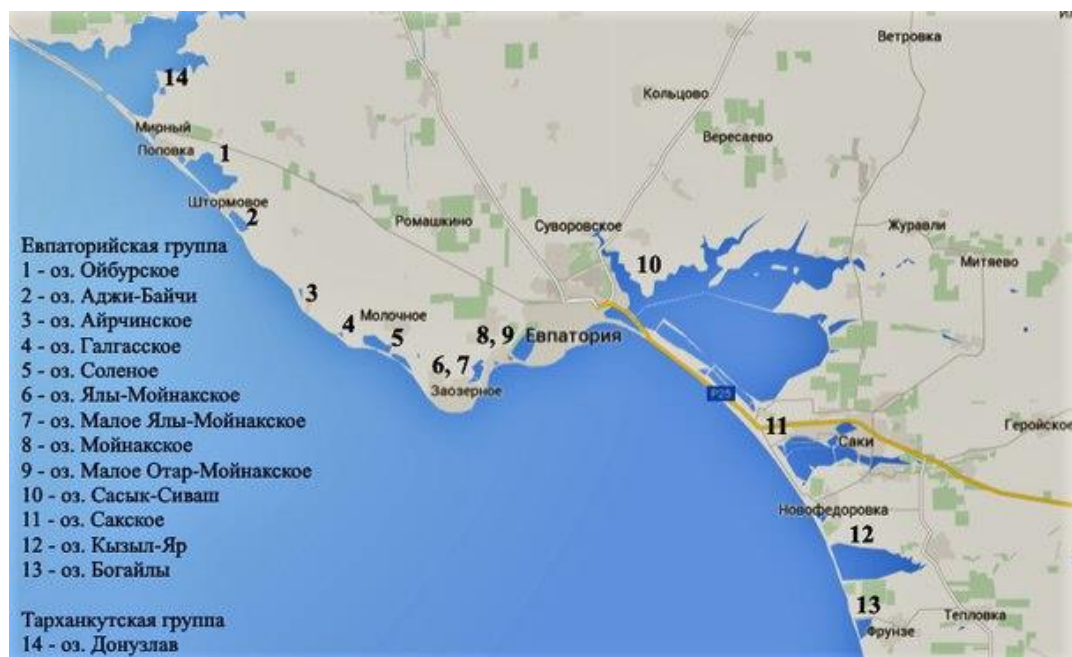 14
Ветровка
Кольцово
Мирный
Вересаево
Поповка
1
Штормовое
2
Ромашкино
Суворовское
Журавли
10
Митяево
Евпаторийская группа
1 - оз. Ойбурское
2 - оз. Аджи-Байчи
3 - оз. Айрчинское
4 - оз. Галгасское
5 - оз. Соленое
6 - оз. Ялы-Мойнакское
7 - оз. Малое Ялы-Мойнакское
8 - оз. Мойнакское
9 - оз. Малое Отар-Мойнакское
10 - оз. Сасык-Сиваш
11 - оз. Сакское
12 - оз. Кызыл-Яр
13 - оз. Богайлы
Тарханкутская группа
14 - оз. Донузлав
3
Молочное
4
5
8, 9
Евпатория
6, 7
Заозерное
P25
11
Саки
Геройское
Новофедоровка
12
13
Тепловка
Фрунзе